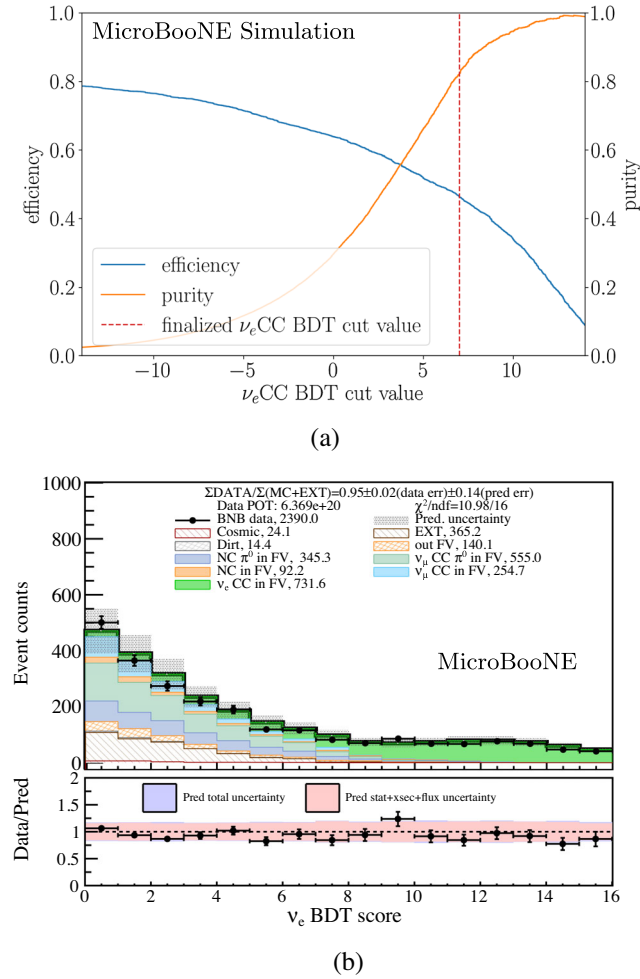 MicroBooNE Simulation
1.0
0.8
0.6
0.4
0.2
0.0
efficiency
1.0
0.8
0.6
0.4
0.2
0.0
purity
efficiency
purity
finalized νeCC BDT cut value
−10 −5 0 5 10
νeCC BDT cut value
(a)
1000
800
600
400
200
0
Event counts
ΣDATA/Σ(MC+EXT)=0.95±0.02(data err)±0.14(pred err)
Data POT: 6.369e+20 χ²/ndf=10.98/16
BNB data, 2390.0 Pred. uncertainty
Cosmic, 24.1 EXT, 365.2
Dirt, 14.4 out FV, 140.1
NC π⁰ in FV, 345.3 νμ CC π⁰ in FV, 555.0
NC in FV, 92.2 νμ CC in FV, 254.7
νe CC in FV, 731.6
MicroBooNE
2
1.5
1
0.5
0
Data/Pred
Pred total uncertainty Pred stat+xsec+flux uncertainty
0 2 4 6 8 10 12 14 16
νe BDT score
(b)